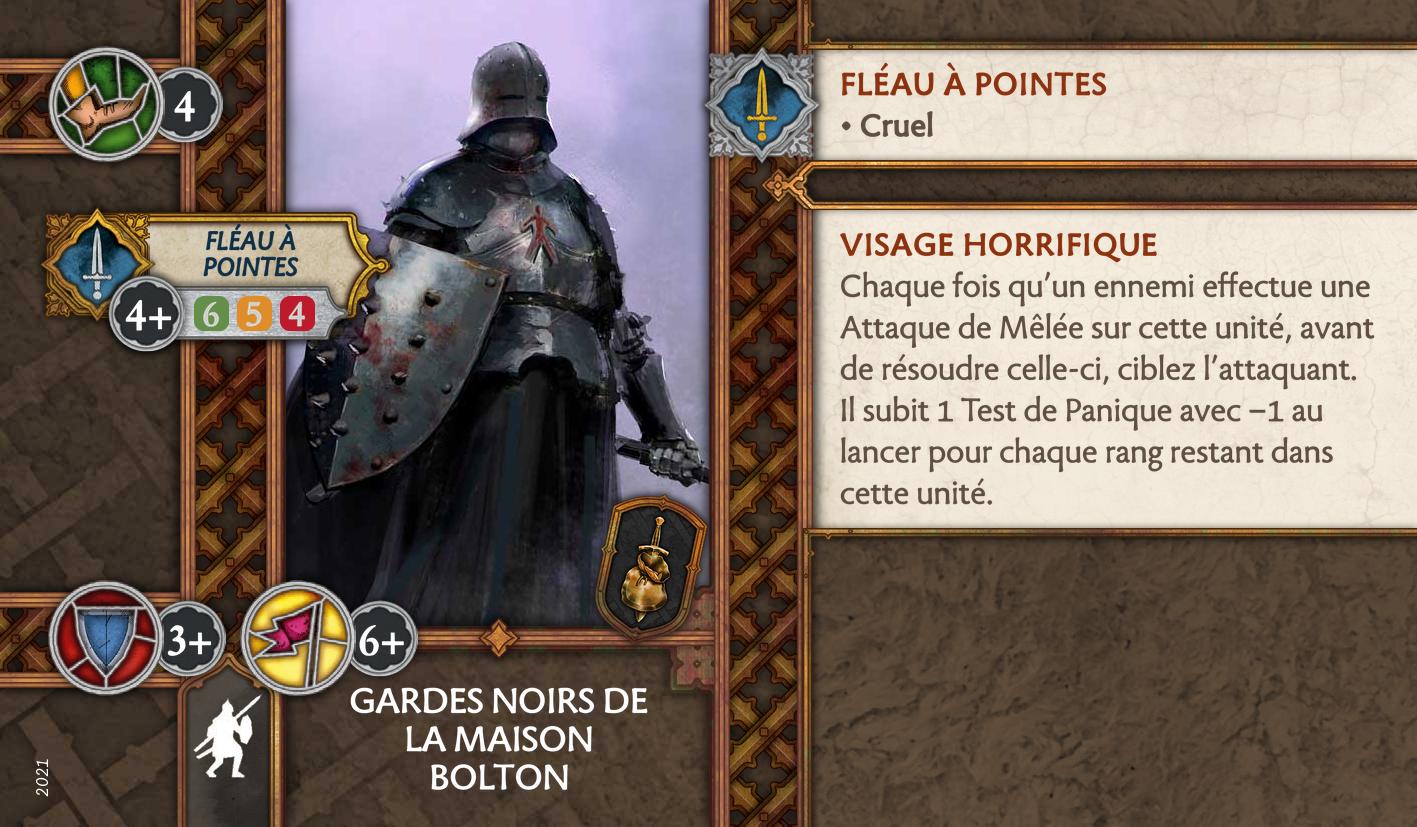 4
FLÉAU À
POINTES
4+ 6 5 4
3+
6+
GARDES NOIRS DE
LA MAISON
BOLTON
2021
FLÉAU À POINTES
• Cruel
VISAGE HORRIFIQUE
Chaque fois qu’un ennemi effectue une
Attaque de Mêlée sur cette unité, avant
de résoudre celle-ci, ciblez l’attaquant.
Il subit 1 Test de Panique avec –1 au
lancer pour chaque rang restant dans
cette unité.